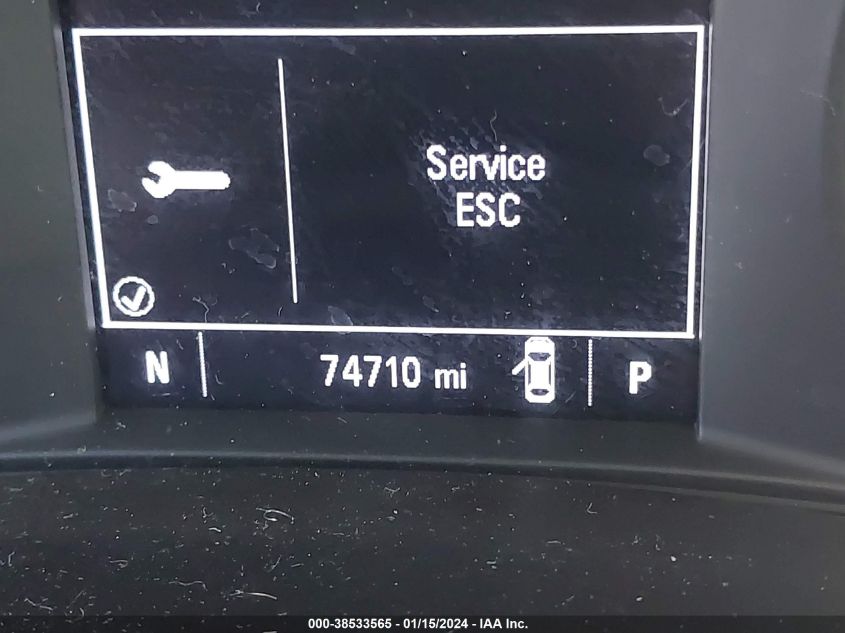 Service
ESC
N 74710 mi P
000-38533565 - 01/15/2024 - IAA Inc.